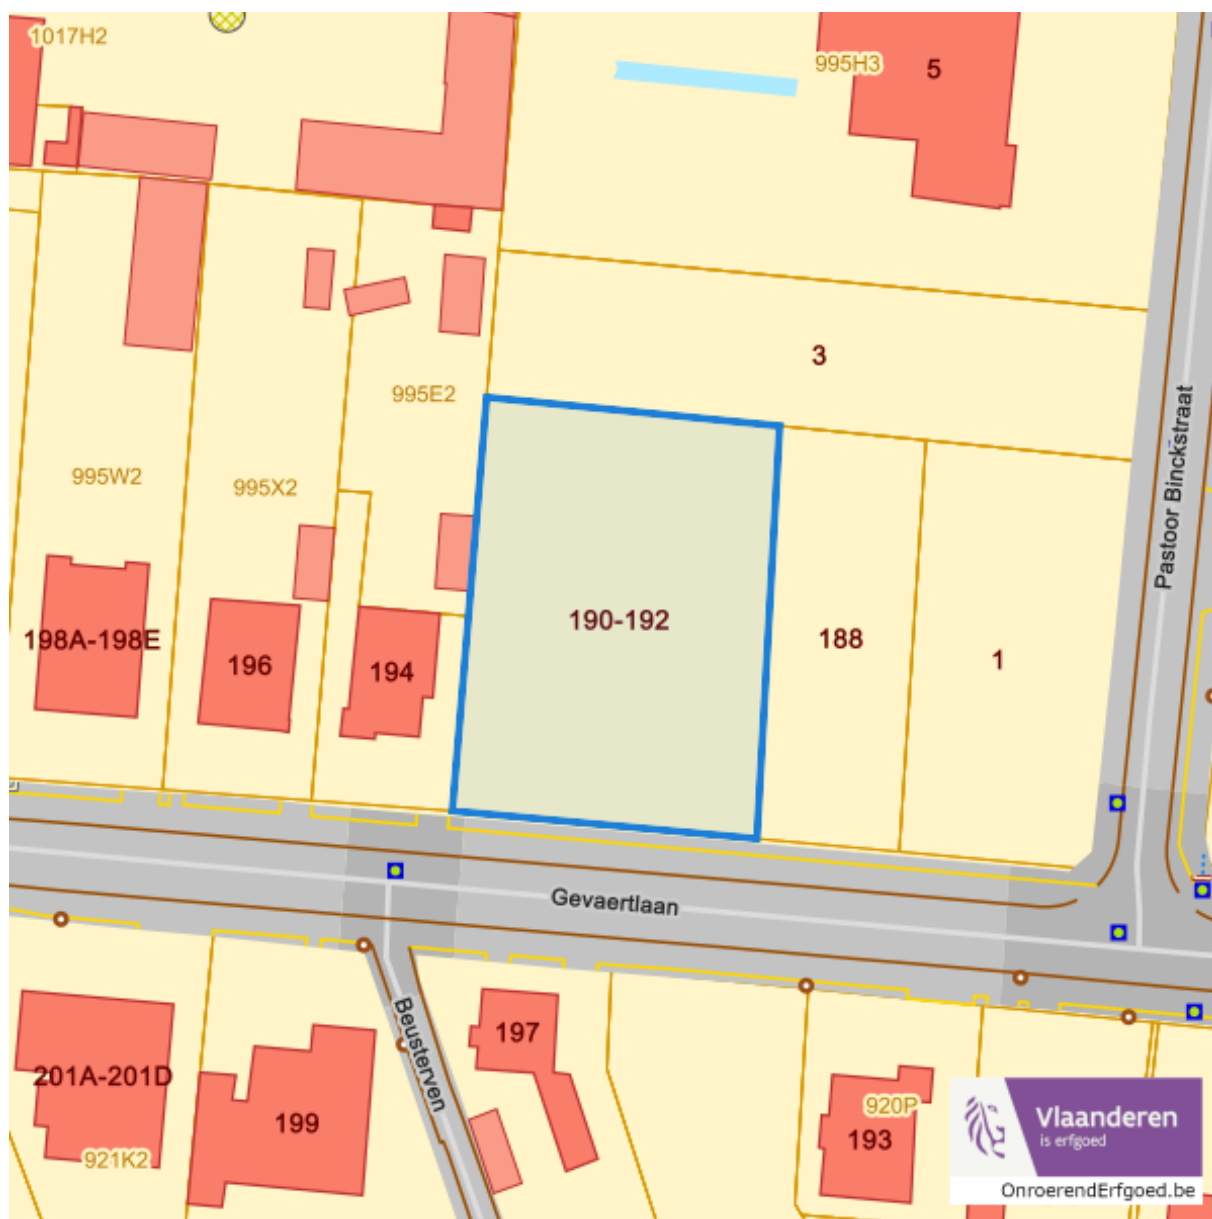 1017H2
995H3
5
3
995E2
995W2
995X2
Pastoor Binckstraat
190-192
188
1
198A-198E
196
194
Gevaertlaan
Beusterven
197
201A-201D
199
921K2
920P
193
Vlaanderen
is erfgoed
OnroerendErfgoed.be